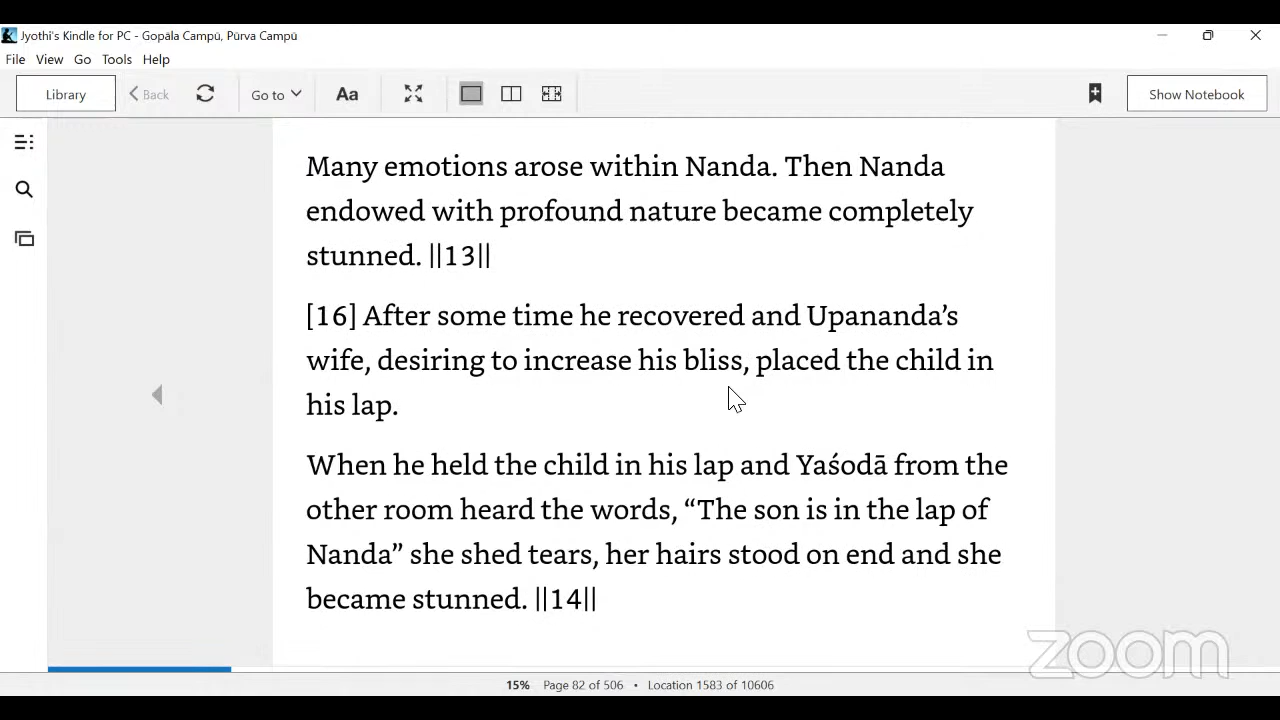 Jyothi's Kindle for PC - Gopāla Campū, Pūrva Campū
File View Go Tools Help
Library Back Go to Aa Show Notebook
Many emotions arose within Nanda. Then Nanda
endowed with profound nature became completely
stunned. ||13||
[16] After some time he recovered and Upananda’s
wife, desiring to increase his bliss, placed the child in
his lap.
When he held the child in his lap and Yaśodā from the
other room heard the words, “The son is in the lap of
Nanda” she shed tears, her hairs stood on end and she
became stunned. ||14||
zoom
15% Page 82 of 506 • Location 1583 of 10606